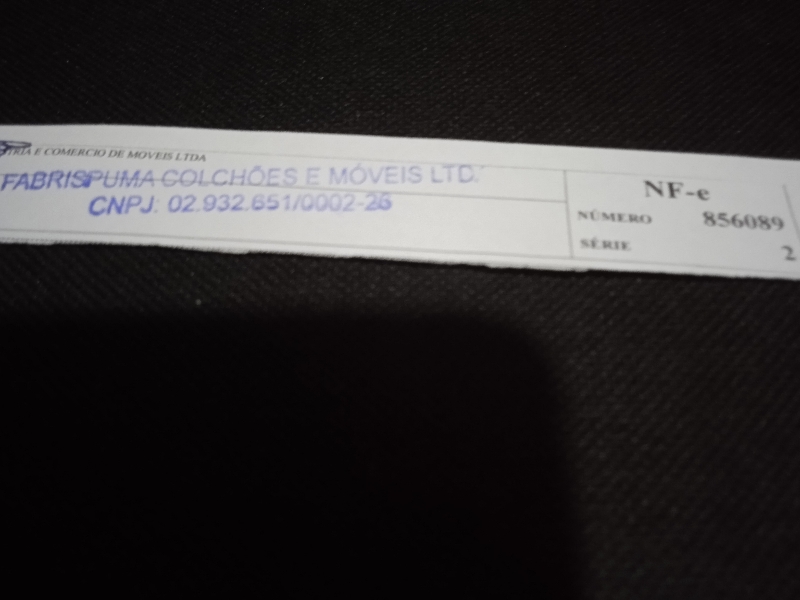 TRIA E COMERCIO DE MOVEIS LTDA
FABRISPUMA COLCHÕES E MÓVEIS LTD.
CNPJ: 02.932.651/0002-26
NF-e
NÚMERO 856089
SÉRIE 2